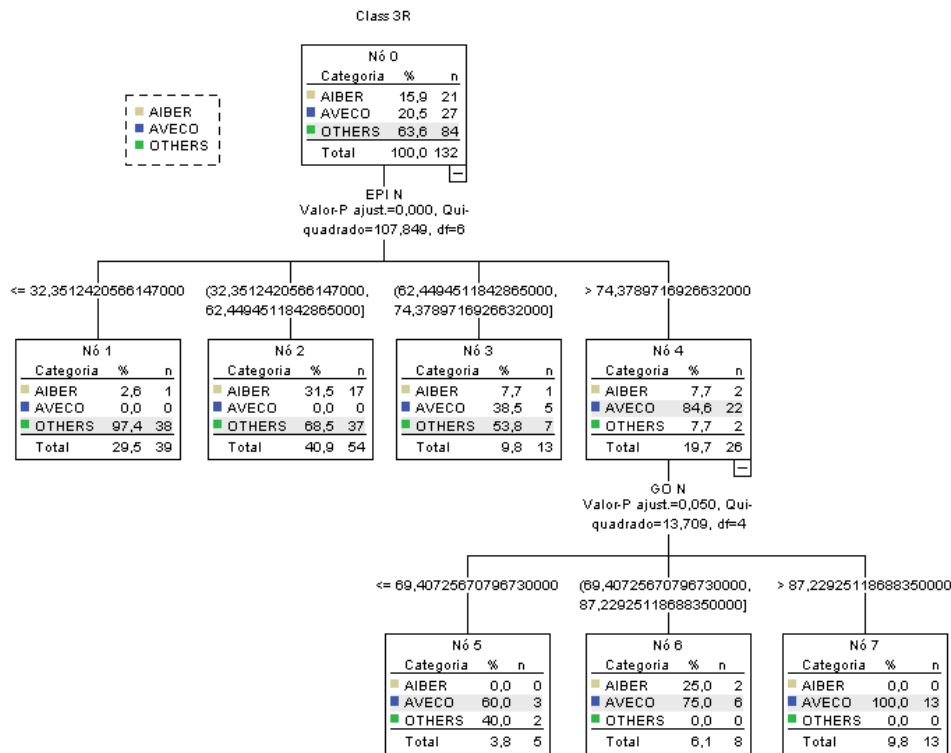 Class 3R
AIBER
AVECO
OTHERS
Nó 0
Categoria % n
AIBER 15,9 21
AVECO 20,5 27
OTHERS 63,6 84
Total 100,0 132
EPI N
Valor-P ajust.=0,000, Qui-
quadrado=107,849, df=6
<= 32,3512420566147000
(32,3512420566147000,
62,4494511842865000]
(62,4494511842865000,
74,3789716926632000]
> 74,3789716926632000
Nó 1
Categoria % n
AIBER 2,6 1
AVECO 0,0 0
OTHERS 97,4 38
Total 29,5 39
Nó 2
Categoria % n
AIBER 31,5 17
AVECO 0,0 0
OTHERS 68,5 37
Total 40,9 54
Nó 3
Categoria % n
AIBER 7,7 1
AVECO 38,5 5
OTHERS 53,8 7
Total 9,8 13
Nó 4
Categoria % n
AIBER 7,7 2
AVECO 84,6 22
OTHERS 7,7 2
Total 19,7 26
GO N
Valor-P ajust.=0,050, Qui-
quadrado=13,709, df=4
<= 69,40725670796730000
(69,40725670796730000,
87,22925118688350000]
> 87,22925118688350000
Nó 5
Categoria % n
AIBER 0,0 0
AVECO 60,0 3
OTHERS 40,0 2
Total 3,8 5
Nó 6
Categoria % n
AIBER 25,0 2
AVECO 75,0 6
OTHERS 0,0 0
Total 6,1 8
Nó 7
Categoria % n
AIBER 0,0 0
AVECO 100,0 13
OTHERS 0,0 0
Total 9,8 13